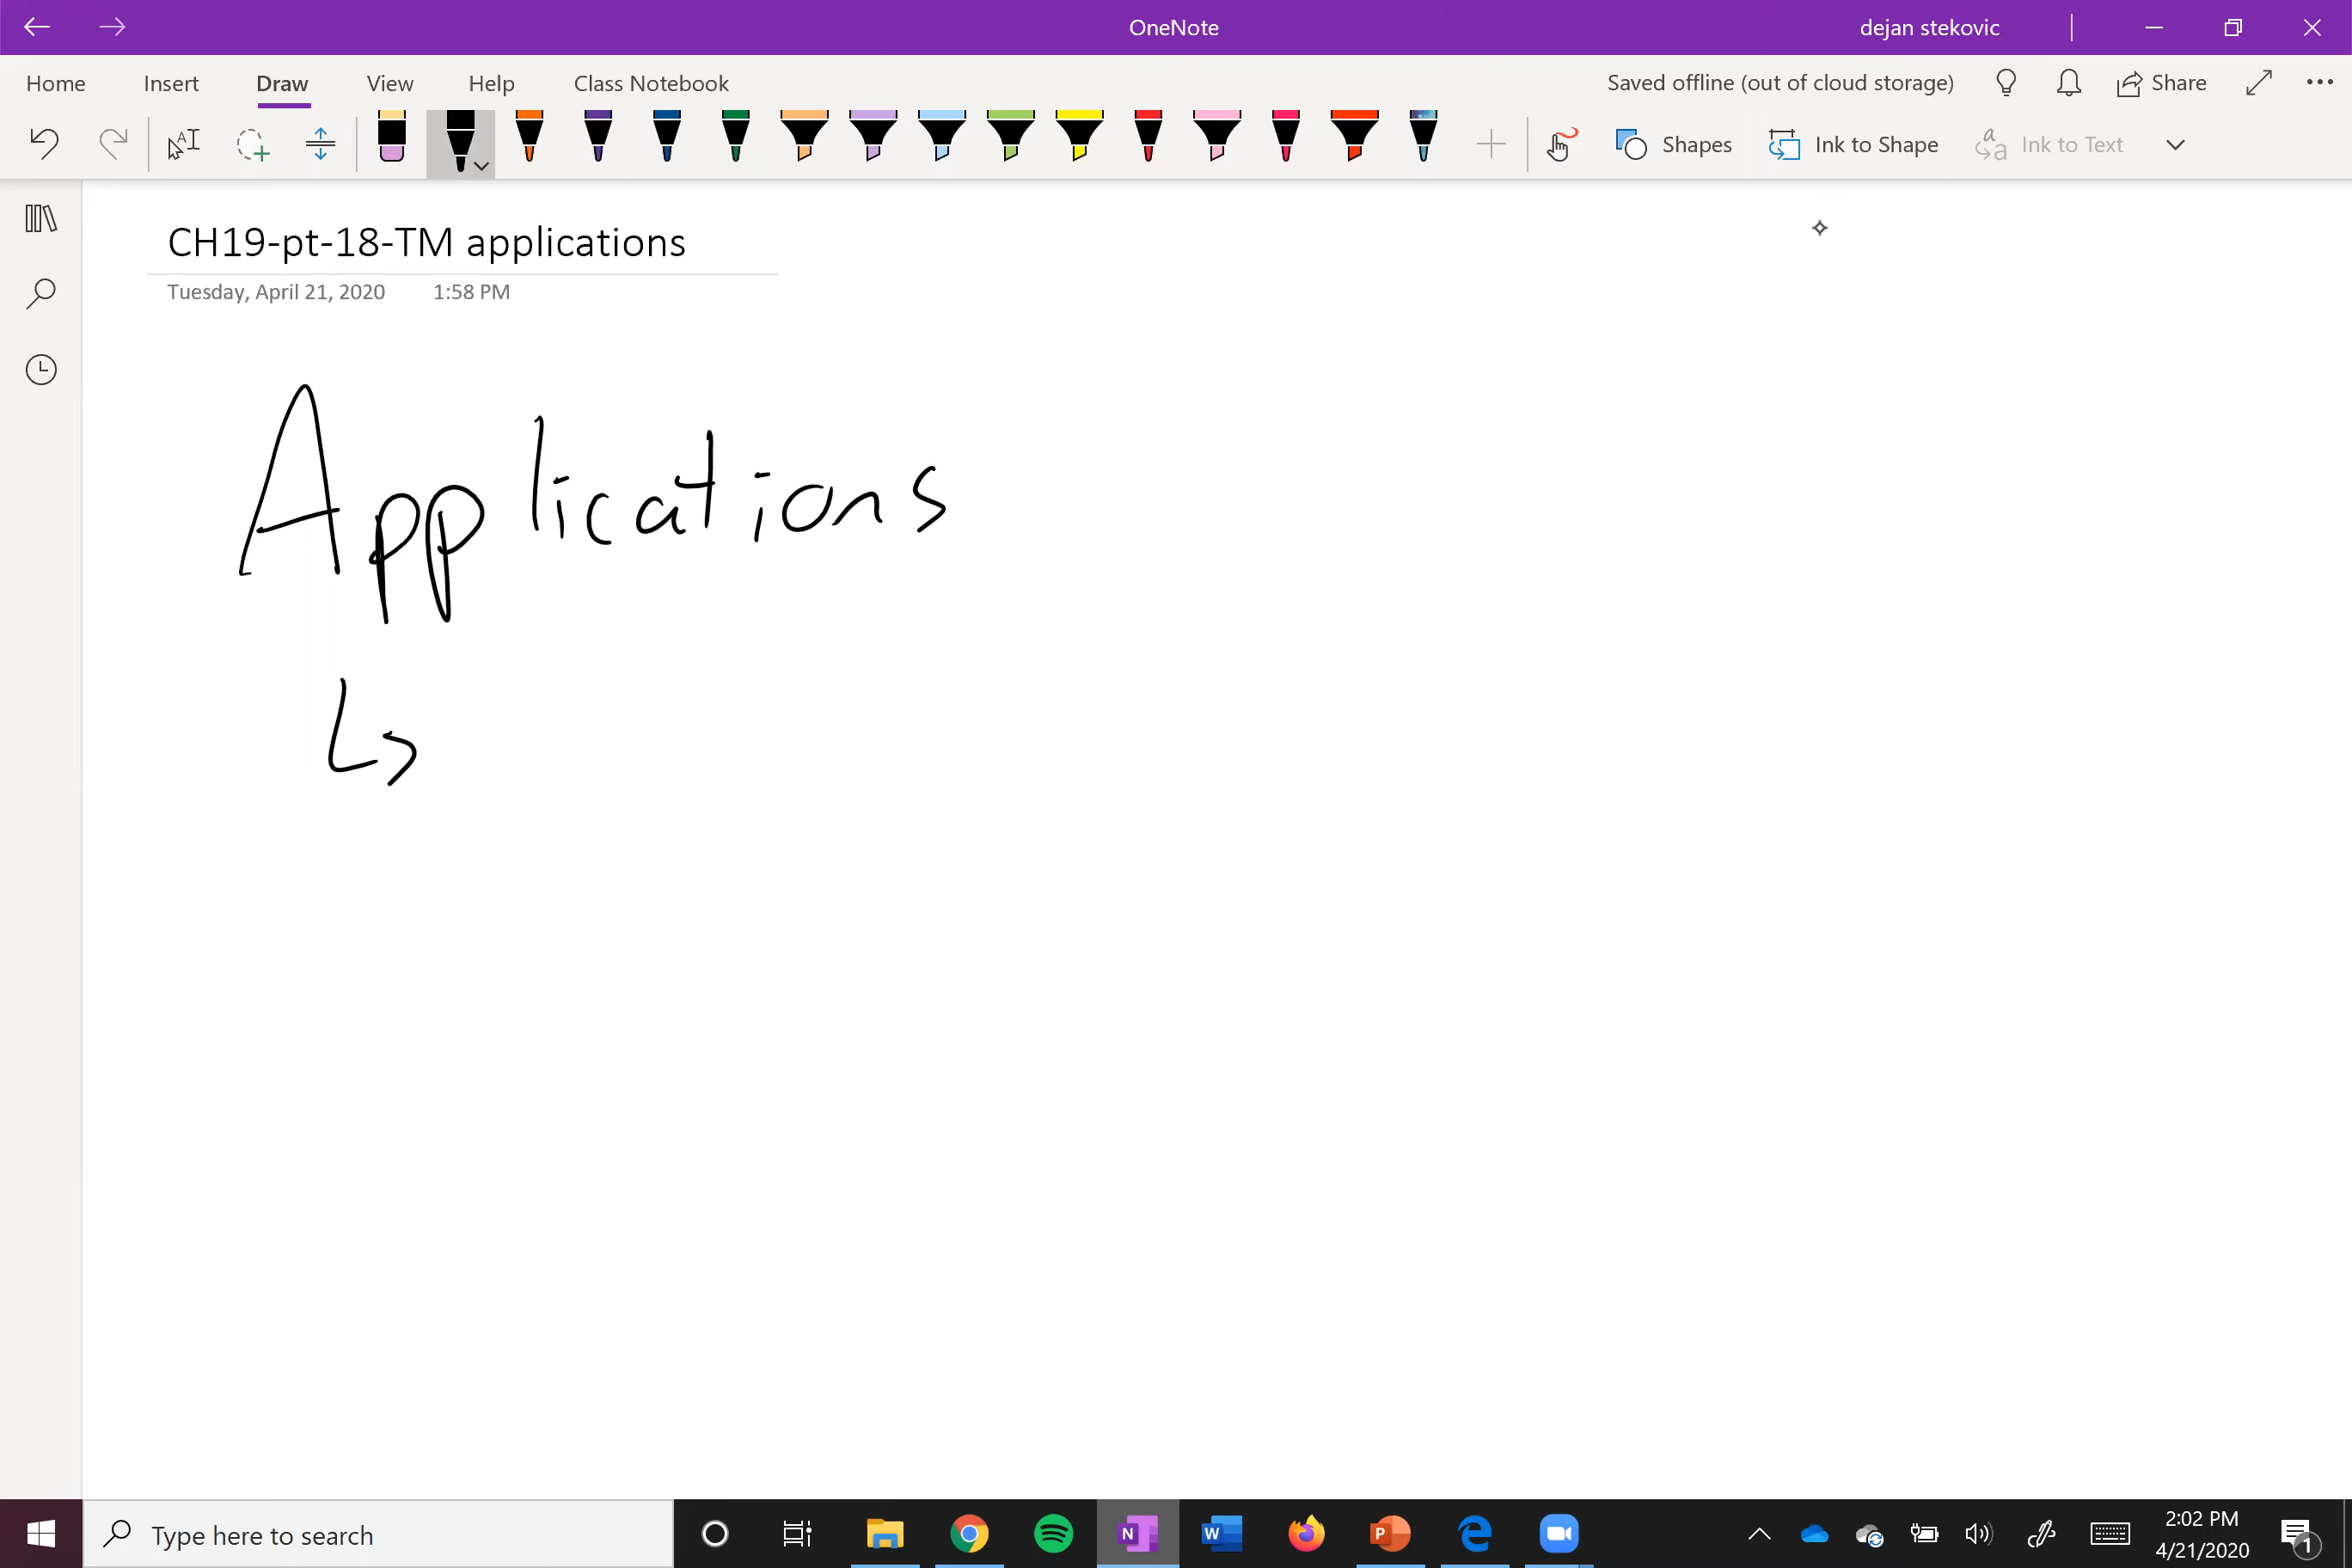 OneNote
dejan stekovic
Home Insert Draw View Help Class Notebook
Saved offline (out of cloud storage) Share
Shapes Ink to Shape Ink to Text
CH19-pt-18-TM applications
Tuesday, April 21, 2020 1:58 PM
Applications
Type here to search
2:02 PM
4/21/2020
1